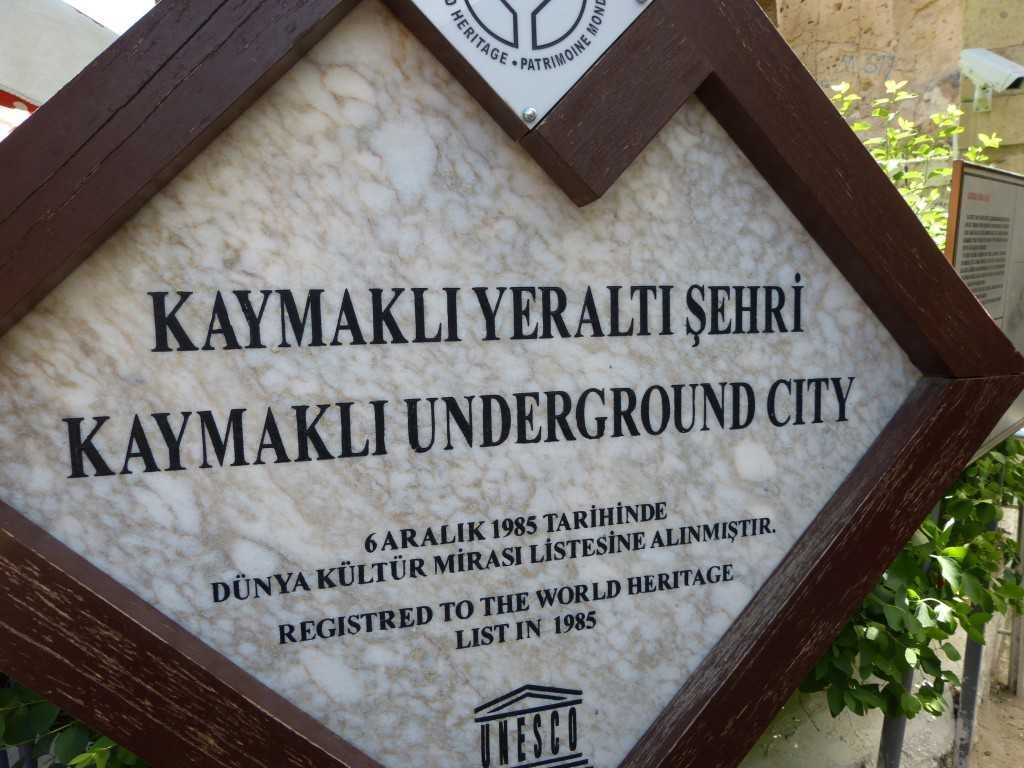 HERITAGE • PATRIMOINE
KAYMAKLI YERALTI ŞEHRİ
KAYMAKLI UNDERGROUND CITY
6 ARALIK 1985 TARİHİNDE
DÜNYA KÜLTÜR MİRASI LİSTESİNE ALINMIŞTIR.
REGISTRED TO THE WORLD HERITAGE
LIST IN 1985
UNESCO